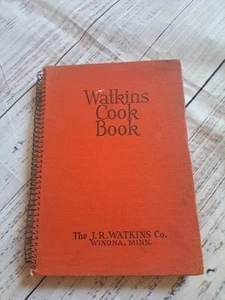 Watkins
Cook
Book
The J.R. WATKINS Co.
WINONA, MINN.